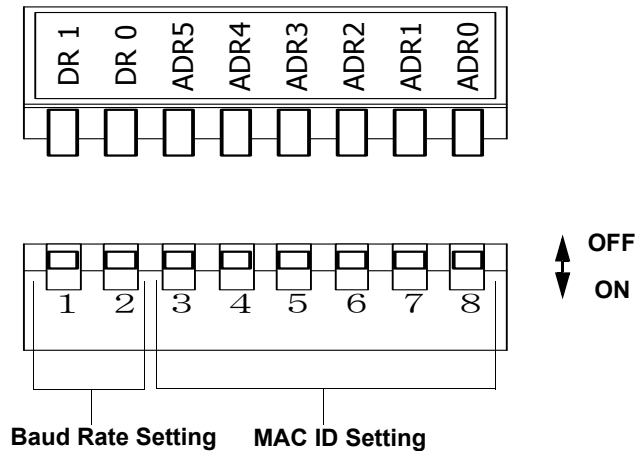 DR 1 DR 0 ADR5 ADR4 ADR3 ADR2 ADR1 ADR0
OFF
ON
1 2 3 4 5 6 7 8
Baud Rate Setting MAC ID Setting